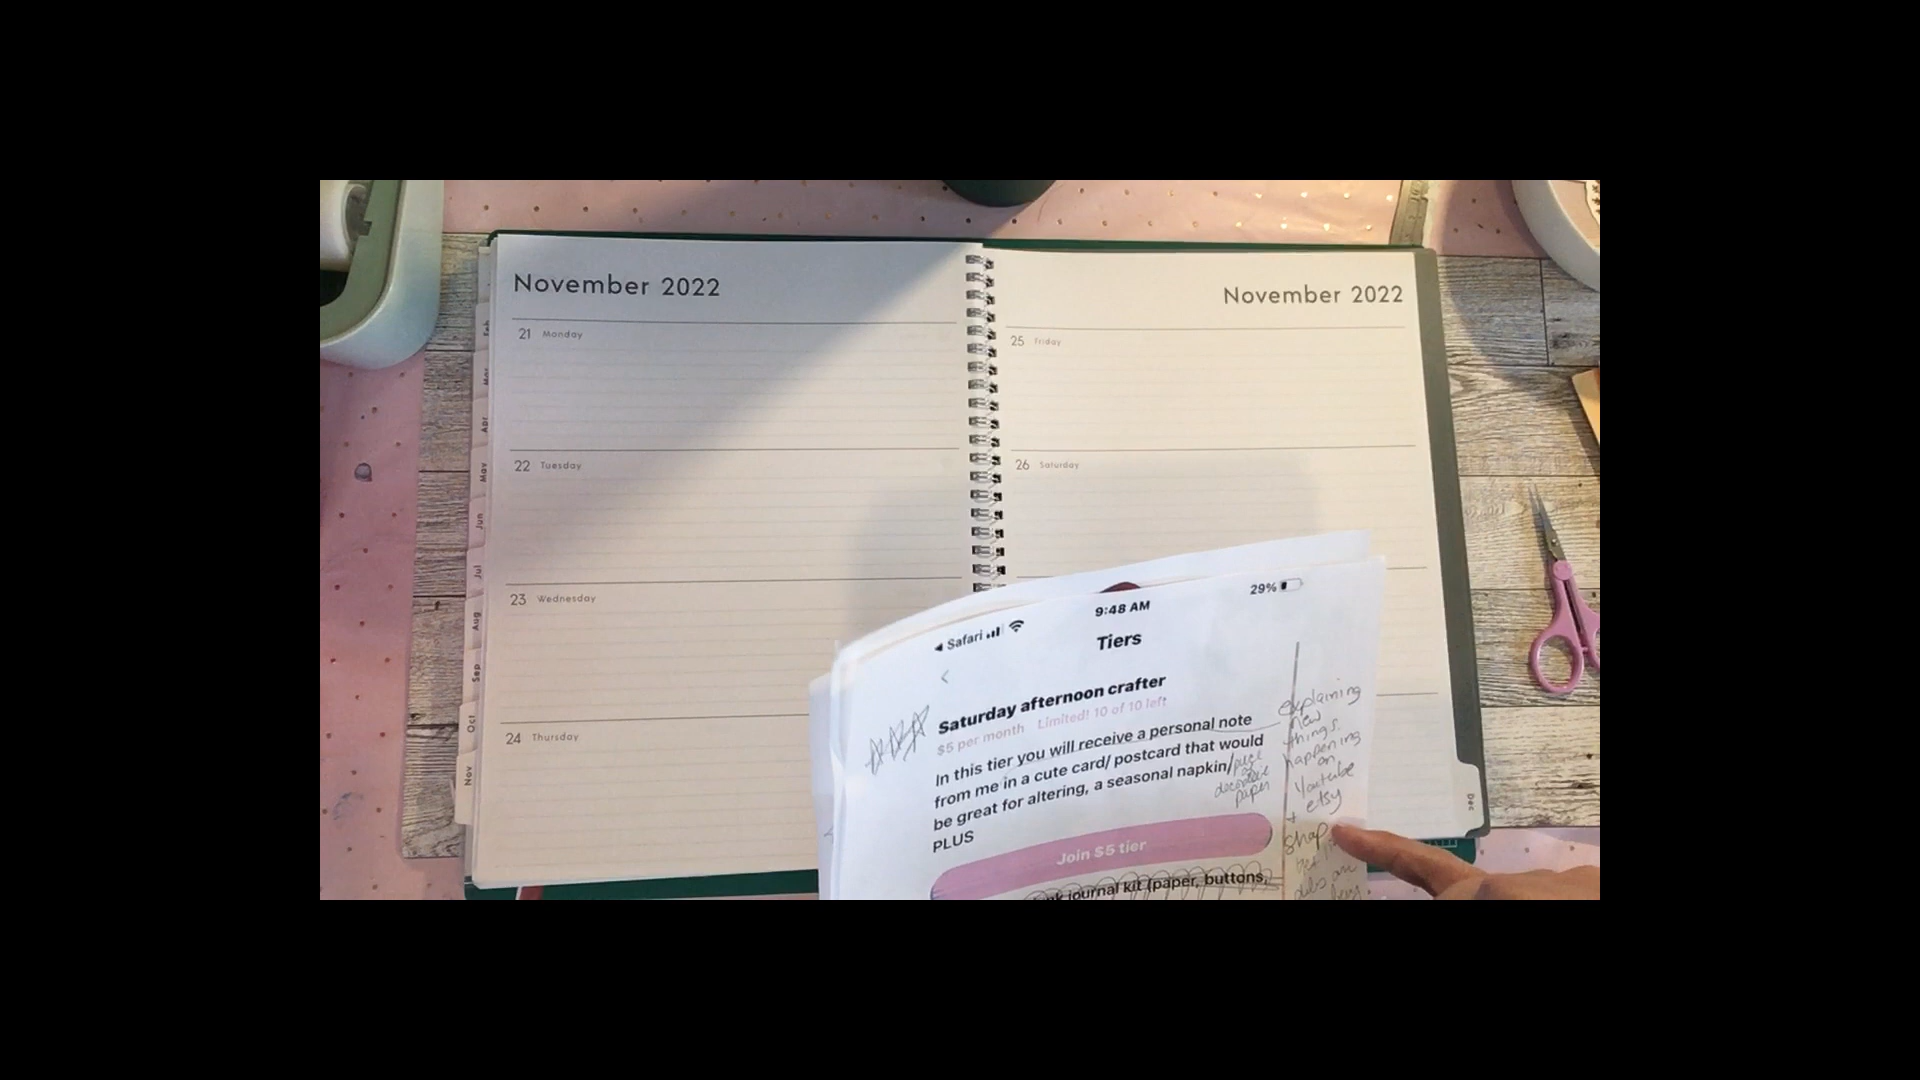 November 2022
21 Monday
22 Tuesday
23 Wednesday
24 Thursday
November 2022
25 Friday
26 Saturday
Feb
Mar
Apr
May
Jun
Jul
Aug
Sep
Oct
Nov
Dec
Safari
9:48 AM
29%
Tiers
Saturday afternoon crafter
$5 per month Limited! 10 of 10 left
In this tier you will receive a personal note
from me in a cute card/ postcard that would
be great for altering, a seasonal napkin/
PLUS
decorative
paper
Join $5 tier
journal kit (paper, buttons,
explaining
new
things.
happening
on
Youtube
+ etsy
shop